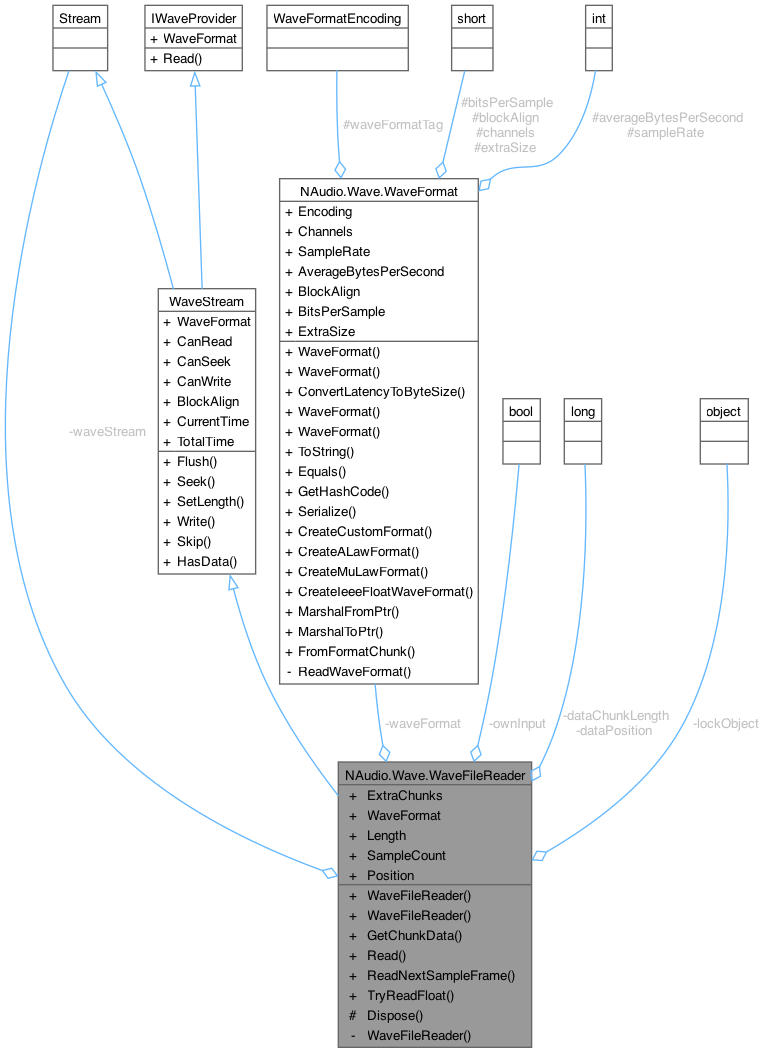 Stream
IWaveProvider
+ WaveFormat
+ Read()
WaveFormatEncoding
short
int
#waveFormatTag
#bitsPerSample
#blockAlign
#channels
#extraSize
#averageBytesPerSecond
#sampleRate
NAudio.Wave.WaveFormat
+ Encoding
+ Channels
+ SampleRate
+ AverageBytesPerSecond
+ BlockAlign
+ BitsPerSample
+ ExtraSize
+ WaveFormat()
+ WaveFormat()
+ ConvertLatencyToByteSize()
+ WaveFormat()
+ WaveFormat()
+ ToString()
+ Equals()
+ GetHashCode()
+ Serialize()
+ CreateCustomFormat()
+ CreateALawFormat()
+ CreateMuLawFormat()
+ CreateIeeeFloatWaveFormat()
+ MarshalFromPtr()
+ MarshalToPtr()
+ FromFormatChunk()
- ReadWaveFormat()
WaveStream
+ WaveFormat
+ CanRead
+ CanSeek
+ CanWrite
+ BlockAlign
+ CurrentTime
+ TotalTime
+ Flush()
+ Seek()
+ SetLength()
+ Write()
+ Skip()
+ HasData()
bool
long
object
-waveStream
-waveFormat
-ownInput
-dataChunkLength
-dataPosition
-lockObject
NAudio.Wave.WaveFileReader
+ ExtraChunks
+ WaveFormat
+ Length
+ SampleCount
+ Position
+ WaveFileReader()
+ WaveFileReader()
+ GetChunkData()
+ Read()
+ ReadNextSampleFrame()
+ TryReadFloat()
# Dispose()
- WaveFileReader()